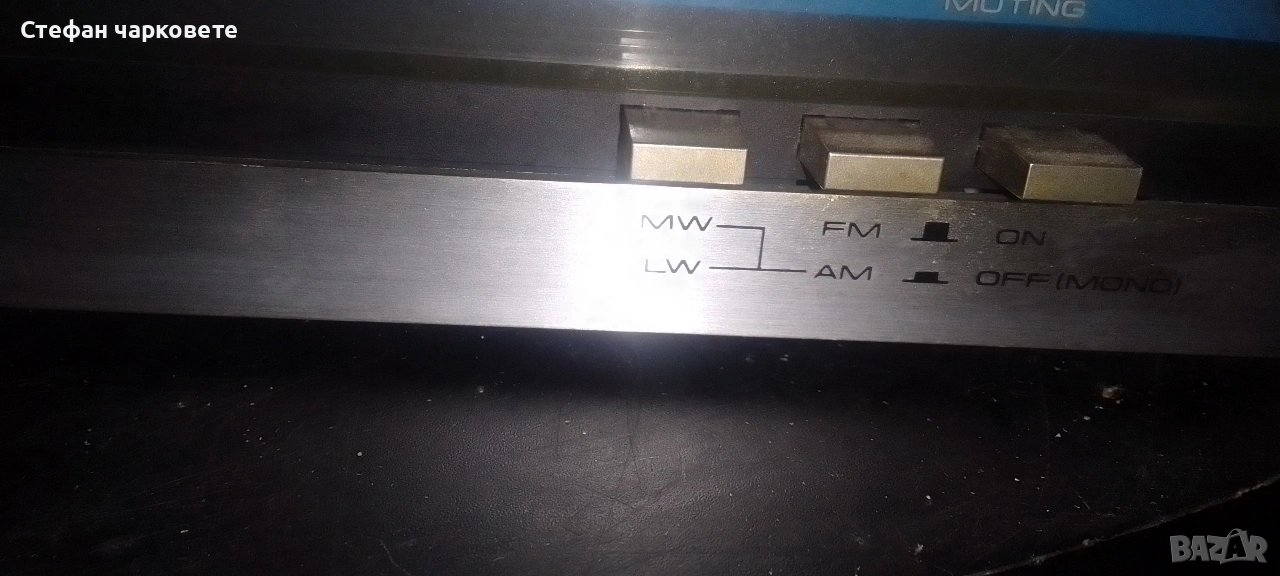 Стефан чарковете
MUTING
MW FM ON
LW AM OFF (MONO)
BAZAR